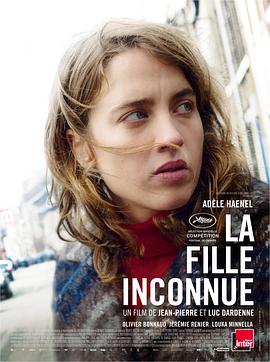 ADÈLE HAENEL
SÉLECTION OFFICIELLE
COMPÉTITION
FESTIVAL DE CANNES
LA
FILLE
INCONNUE
UN FILM DE JEAN-PIERRE ET LUC DARDENNE
OLIVIER BONNAUD JÉRÉMIE RENIER LOUKA MINNELLA
inter